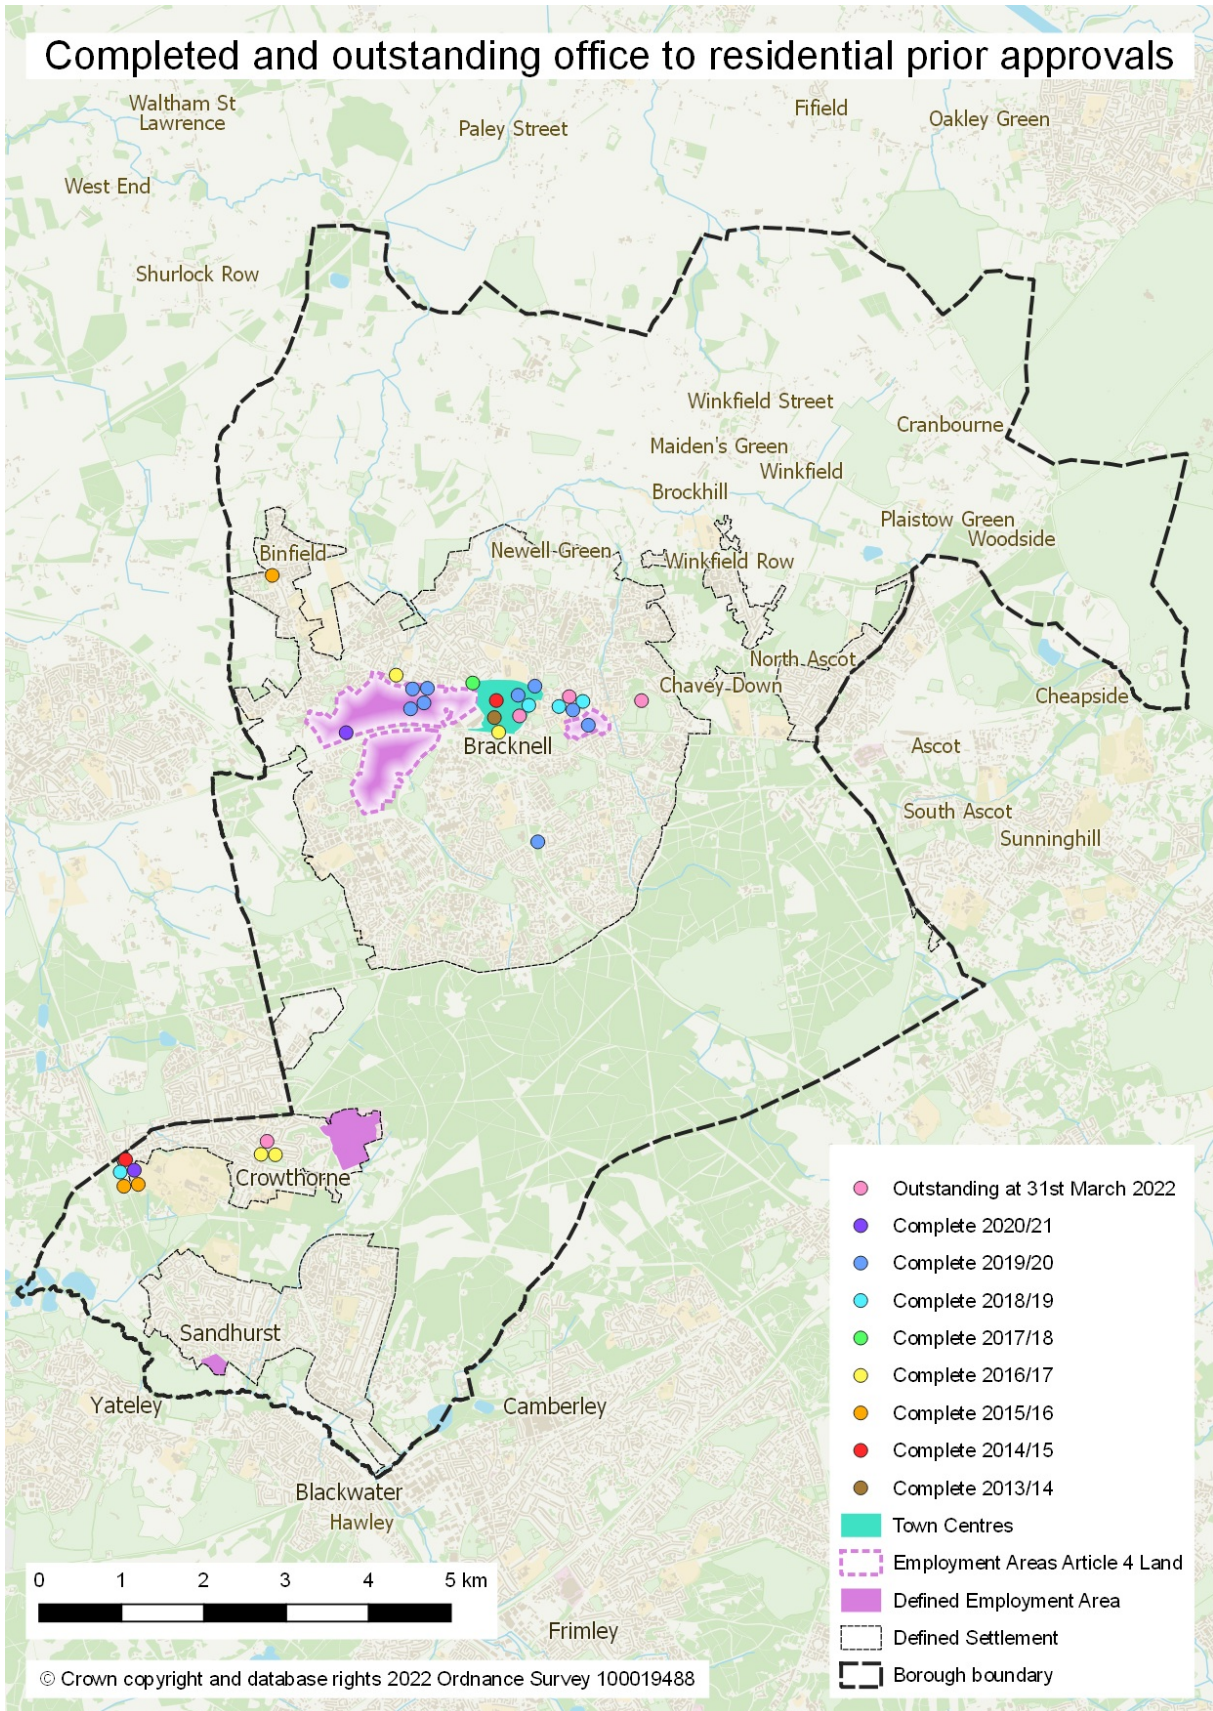 Completed and outstanding office to residential prior approvals
Waltham St
Lawrence
Paley Street
Fifield
Oakley Green
West End
Shurlock Row
Winkfield Street
Cranbourne
Maiden's Green
Winkfield
Brockhill
Plaistow Green
Woodside
Binfield
Newell Green
Winkfield Row
North Ascot
Chavey Down
Cheapside
Bracknell
Ascot
South Ascot
Sunninghill
Crowthorne
Sandhurst
Yateley
Camberley
Blackwater
Hawley
Frimley
Outstanding at 31st March 2022
Complete 2020/21
Complete 2019/20
Complete 2018/19
Complete 2017/18
Complete 2016/17
Complete 2015/16
Complete 2014/15
Complete 2013/14
Town Centres
Employment Areas Article 4 Land
Defined Employment Area
Defined Settlement
Borough boundary
0 1 2 3 4 5 km
© Crown copyright and database rights 2022 Ordnance Survey 100019488